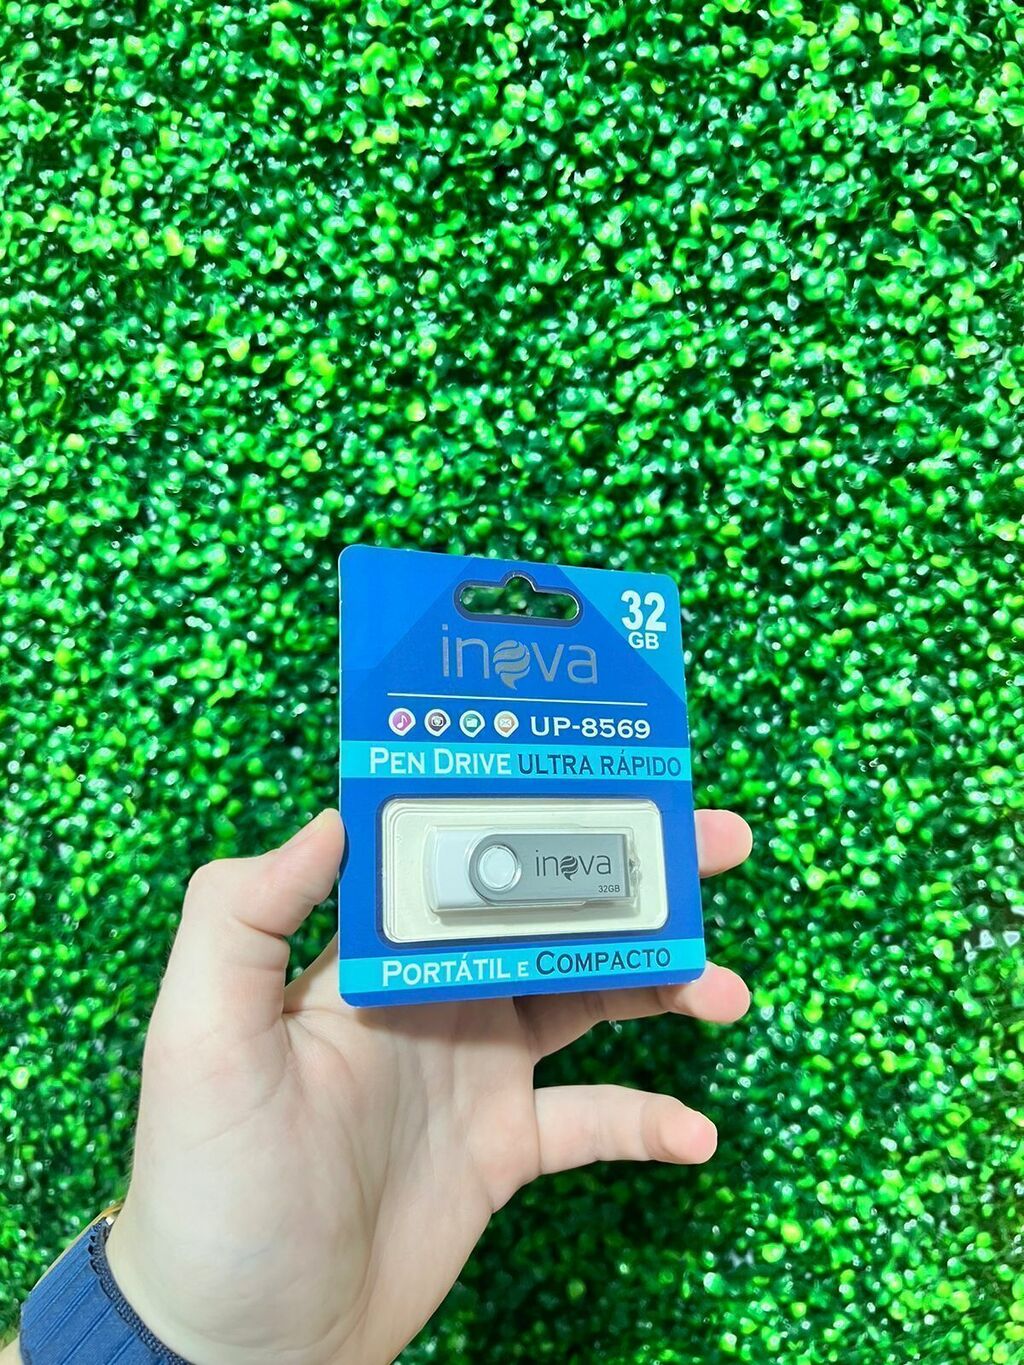 32
GB
inova
UP-8569
PEN DRIVE ULTRA RÁPIDO
inova
32GB
PORTÁTIL E COMPACTO